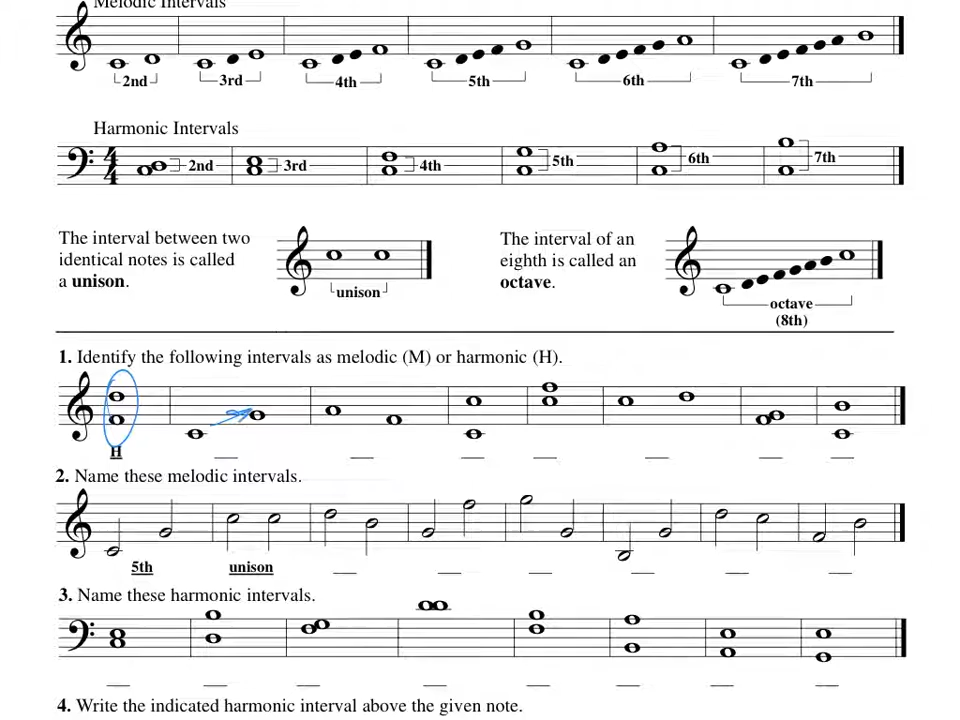 Melodic Intervals
2nd 3rd 4th 5th 6th 7th
Harmonic Intervals
4
4
2nd 3rd 4th 5th 6th 7th
The interval between two
identical notes is called
a unison.
unison
The interval of an
eighth is called an
octave.
octave
(8th)
1. Identify the following intervals as melodic (M) or harmonic (H).
H
2. Name these melodic intervals.
5th unison
3. Name these harmonic intervals.
4. Write the indicated harmonic interval above the given note.